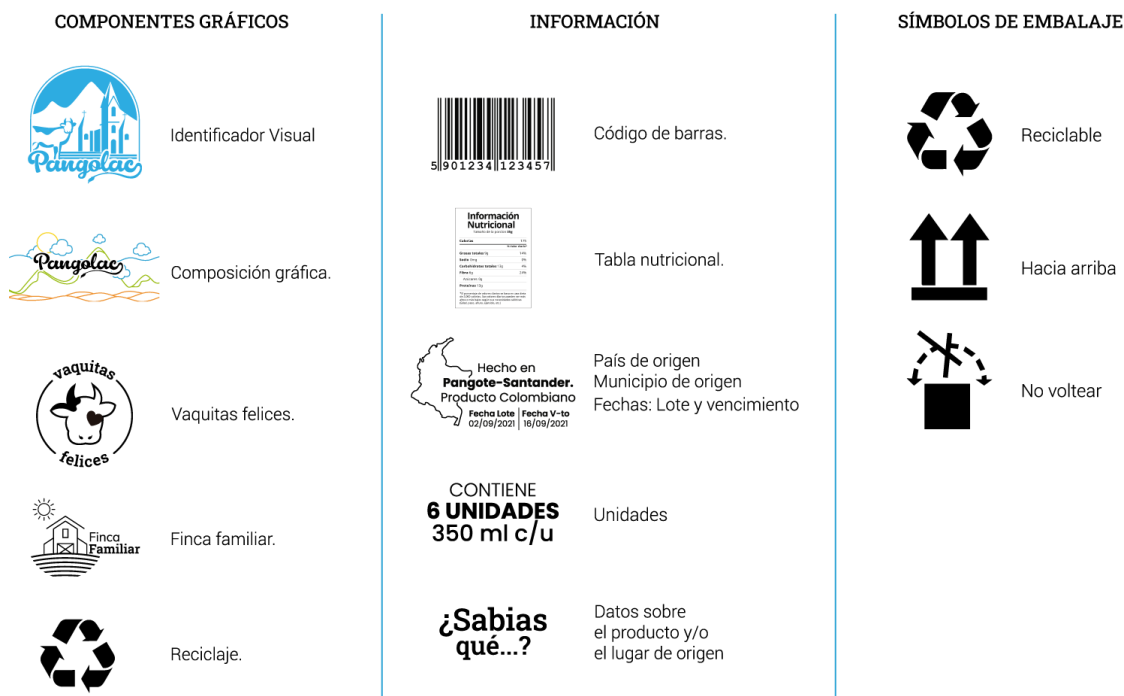 COMPONENTES GRÁFICOS
Pangolac
Identificador Visual
Pangolac
Composición gráfica.
vaquitas
felices
Vaquitas felices.
Finca
Familiar
Finca familiar.
Reciclaje.
INFORMACIÓN
5 901234 123457
Código de barras.
Información
Nutricional
Tabla nutricional.
Hecho en
Pangote-Santander.
Producto Colombiano
Fecha Lote
02/09/2021
Fecha V-to
16/09/2021
País de origen
Municipio de origen
Fechas: Lote y vencimiento
CONTIENE
6 UNIDADES
350 ml c/u
Unidades
¿Sabias
qué...?
Datos sobre
el producto y/o
el lugar de origen
SÍMBOLOS DE EMBALAJE
Reciclable
Hacia arriba
No voltear